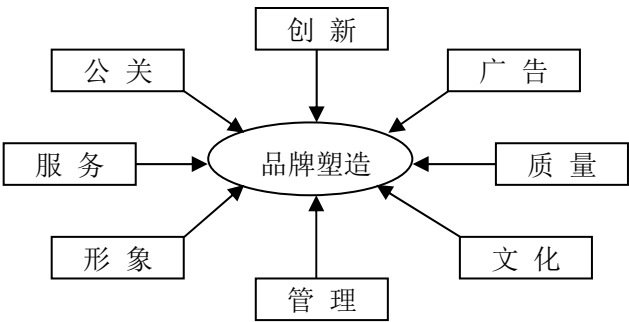 创 新
公 关
广 告
服 务
品牌塑造
质 量
形 象
文 化
管 理